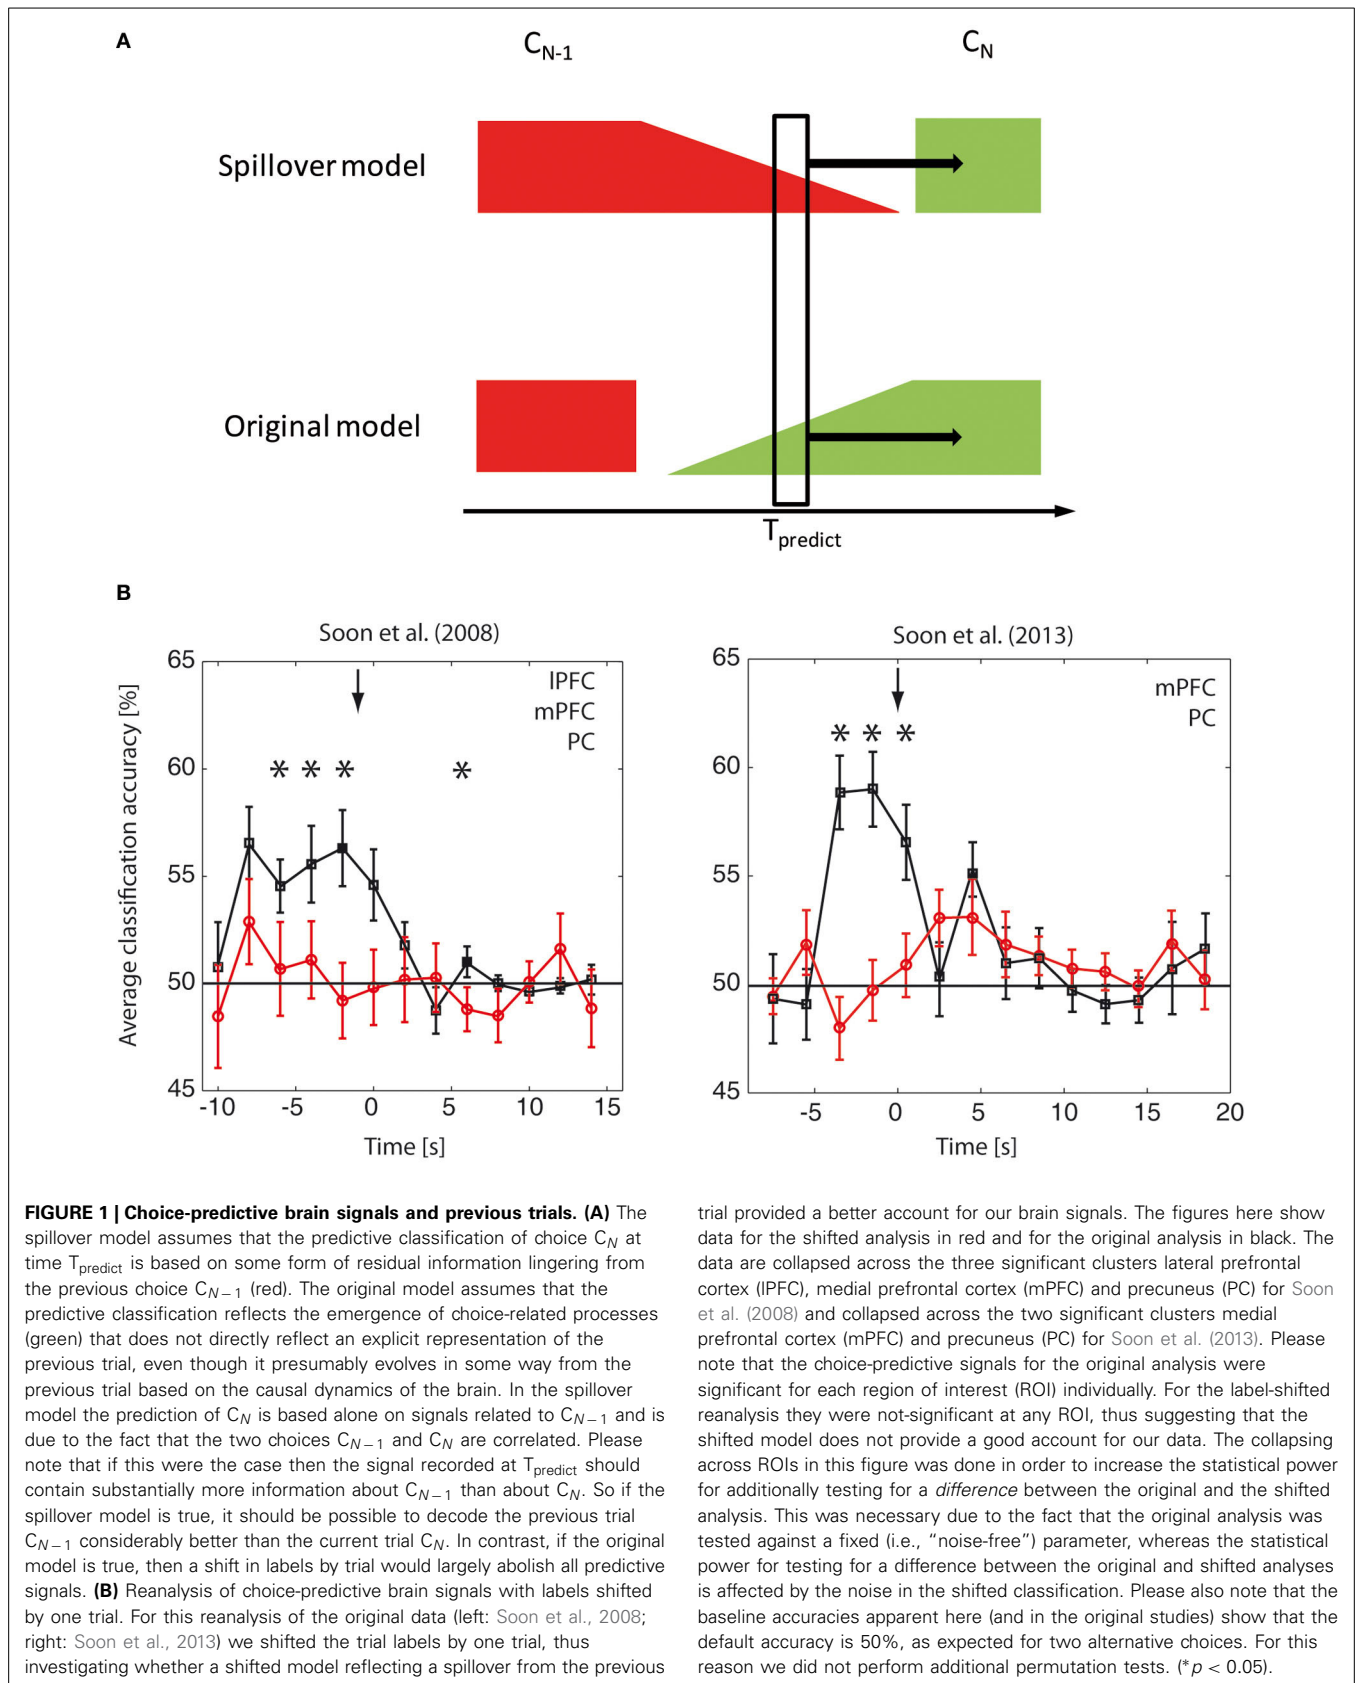 A
C_{N-1}
C_N
Spillover model
Original model
T_{predict}
B
Soon et al. (2008)
65
60
55
50
45
Average classification accuracy [%]
lPFC
mPFC
PC
* * * *
-10 -5 0 5 10 15
Time [s]
Soon et al. (2013)
65
60
55
50
45
mPFC
PC
* * *
-5 0 5 10 15 20
Time [s]
FIGURE 1 | Choice-predictive brain signals and previous trials. (A) The
spillover model assumes that the predictive classification of choice C_N at
time T_{predict} is based on some form of residual information lingering from
the previous choice C_{N−1} (red). The original model assumes that the
predictive classification reflects the emergence of choice-related processes
(green) that does not directly reflect an explicit representation of the
previous trial, even though it presumably evolves in some way from the
previous trial based on the causal dynamics of the brain. In the spillover
model the prediction of C_N is based alone on signals related to C_{N−1} and is
due to the fact that the two choices C_{N−1} and C_N are correlated. Please
note that if this were the case then the signal recorded at T_{predict} should
contain substantially more information about C_{N−1} than about C_N. So if the
spillover model is true, it should be possible to decode the previous trial
C_{N−1} considerably better than the current trial C_N. In contrast, if the original
model is true, then a shift in labels by trial would largely abolish all predictive
signals. (B) Reanalysis of choice-predictive brain signals with labels shifted
by one trial. For this reanalysis of the original data (left: Soon et al., 2008;
right: Soon et al., 2013) we shifted the trial labels by one trial, thus
investigating whether a shifted model reflecting a spillover from the previous
trial provided a better account for our brain signals. The figures here show
data for the shifted analysis in red and for the original analysis in black. The
data are collapsed across the three significant clusters lateral prefrontal
cortex (lPFC), medial prefrontal cortex (mPFC) and precuneus (PC) for Soon
et al. (2008) and collapsed across the two significant clusters medial
prefrontal cortex (mPFC) and precuneus (PC) for Soon et al. (2013). Please
note that the choice-predictive signals for the original analysis were
significant for each region of interest (ROI) individually. For the label-shifted
reanalysis they were not-significant at any ROI, thus suggesting that the
shifted model does not provide a good account for our data. The collapsing
across ROIs in this figure was done in order to increase the statistical power
for additionally testing for a difference between the original and the shifted
analysis. This was necessary due to the fact that the original analysis was
tested against a fixed (i.e., “noise-free”) parameter, whereas the statistical
power for testing for a difference between the original and shifted analyses
is affected by the noise in the shifted classification. Please also note that the
baseline accuracies apparent here (and in the original studies) show that the
default accuracy is 50%, as expected for two alternative choices. For this
reason we did not perform additional permutation tests. (*p < 0.05).